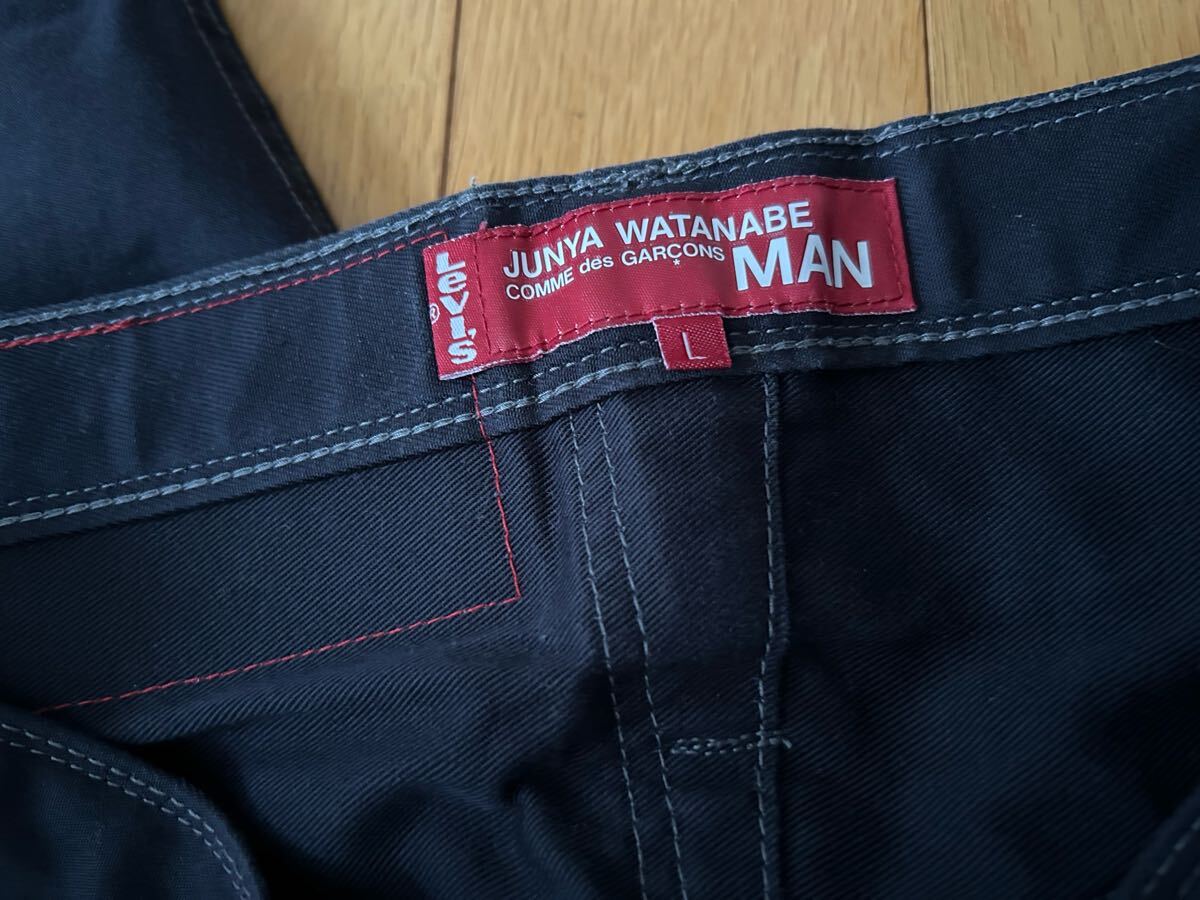 LEVI'S
®
JUNYA WATANABE
COMME des GARÇONS
*
MAN
L